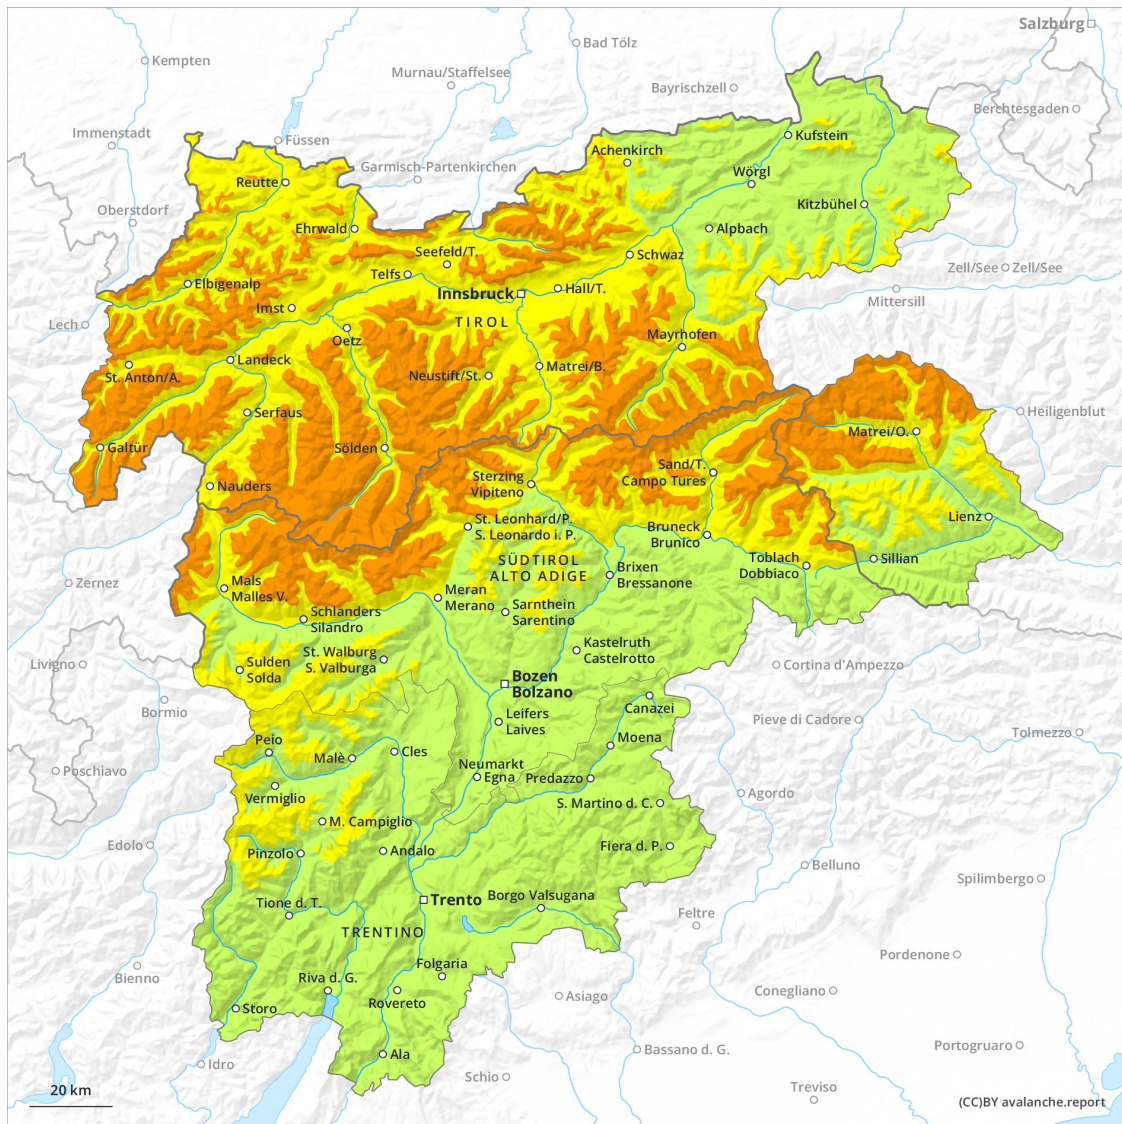 Salzburg
Kempten
Bad Tölz
Murnau/Staffelsee
Bayrischzell
Berchtesgaden
Immenstadt
Füssen
Kufstein
Achenkirch
Garmisch-Partenkirchen
Wörgl
Reutte
Oberstdorf
Kitzbühel
Ehrwald
Alpbach
Seefeld/T.
Schwaz
Telfs
Zell/See
Zell/See
Elbigenalp
Hall/T.
Innsbruck
Mittersill
Imst
Lech
TIROL
Mayrhofen
Oetz
Landeck
Matrei/B.
St. Anton/A.
Neustift/St.
Serfaus
Heiligenblut
Matrei/O.
Galtür
Sölden
Sand/T.
Campo Tures
Sterzing
Vipiteno
Nauders
St. Leonhard/P.
S. Leonardo i. P.
Lienz
Bruneck
Brunico
SÜDTIROL
ALTO ADIGE
Toblach
Dobbiaco
Sillian
Brixen
Bressanone
Zernez
Mals
Malles V.
Meran
Merano
Schlanders
Silandro
Sarnthein
Sarentino
Kastelruth
Castelrotto
St. Walburg
S. Valburga
Livigno
Sulden
Solda
Cortina d'Ampezzo
Bozen
Bolzano
Canazei
Bormio
Leifers
Laives
Pieve di Cadore
Tolmezzo
Peio
Moena
Malè
Cles
Neumarkt
Egna
Poschiavo
Predazzo
Vermiglio
Agordo
S. Martino d. C.
M. Campiglio
Edolo
Fiera d. P.
Pinzolo
Andalo
Belluno
Spilimbergo
Borgo Valsugana
Tione d. T.
Trento
Feltre
TRENTINO
Pordenone
Folgaria
Bienno
Riva d. G.
Conegliano
Rovereto
Asiago
Storo
Portogruaro
Ala
Bassano d. G.
Idro
Schio
Treviso
20 km
(CC)BY avalanche.report